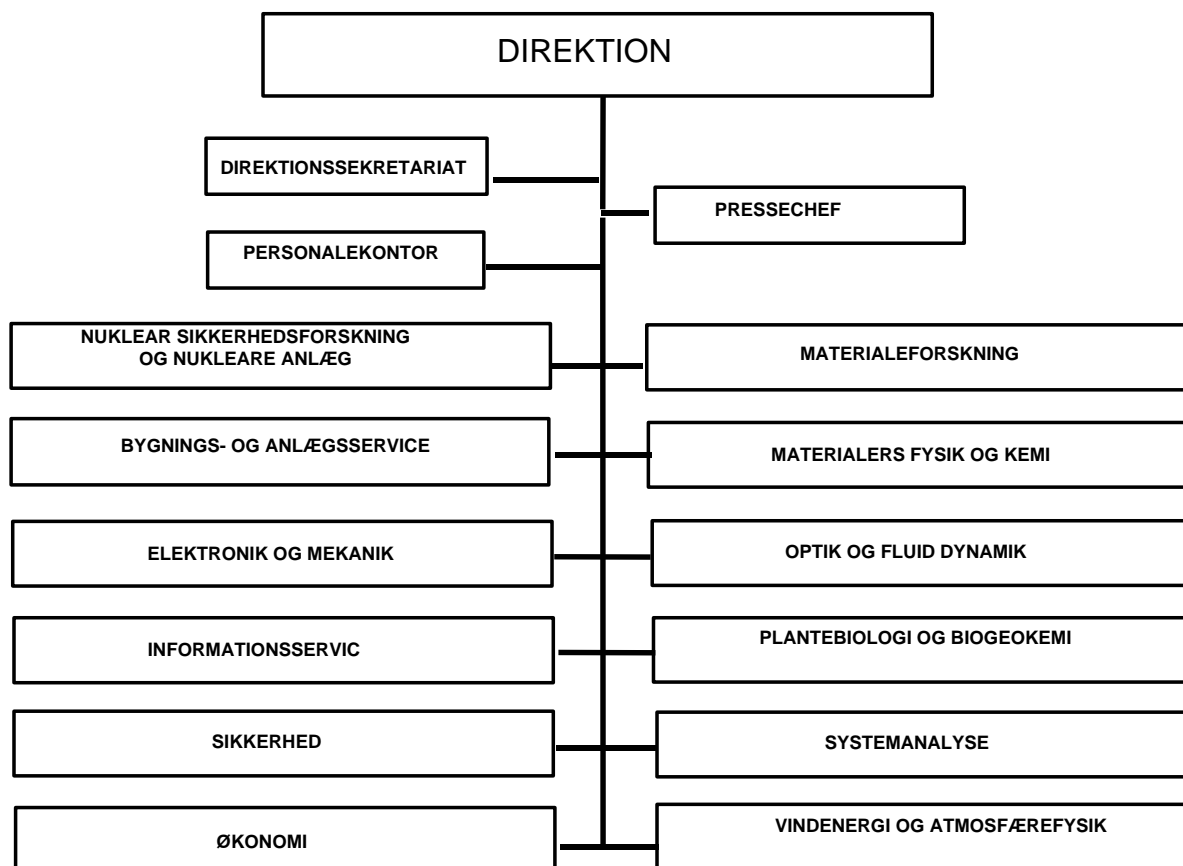 DIREKTION
DIREKTIONSSEKRETARIAT
PRESSECHEF
PERSONALEKONTOR
NUKLEAR SIKKERHEDSFORSKNING
OG NUKLEARE ANLÆG
MATERIALEFORSKNING
BYGNINGS- OG ANLÆGSSERVICE
MATERIALERS FYSIK OG KEMI
ELEKTRONIK OG MEKANIK
OPTIK OG FLUID DYNAMIK
INFORMATIONSSERVIC
PLANTEBIOLOGI OG BIOGEOKEMI
SIKKERHED
SYSTEMANALYSE
ØKONOMI
VINDENERGI OG ATMOSFÆREFYSIK